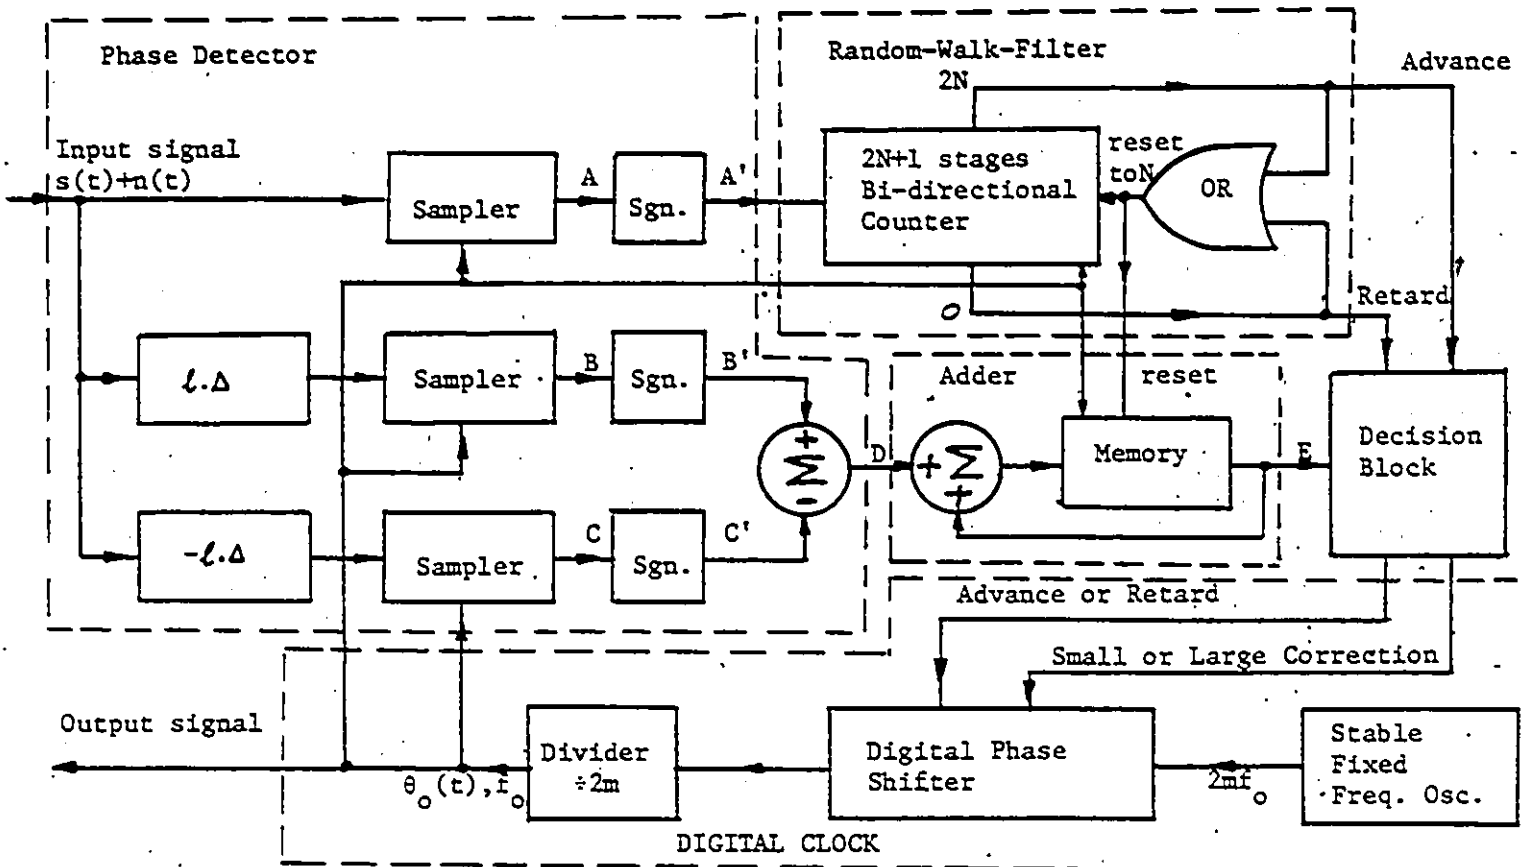 Phase Detector
Random-Walk-Filter
2N
Advance
Input signal
s(t)+n(t)
Sampler
A
Sgn.
A'
2N+1 stages
Bi-directional
Counter
reset
toN
OR
O
Retard
ℓ.Δ
Sampler
B
Sgn.
B'
+
Σ
-
D
Adder
reset
+
Σ
+
Memory
E
Decision
Block
-ℓ.Δ
Sampler
C
Sgn.
C'
Advance or Retard
Small or Large Correction
Output signal
θo(t),fo
Divider
÷2m
Digital Phase
Shifter
2mfo
Stable
Fixed
Freq. Osc.
DIGITAL CLOCK